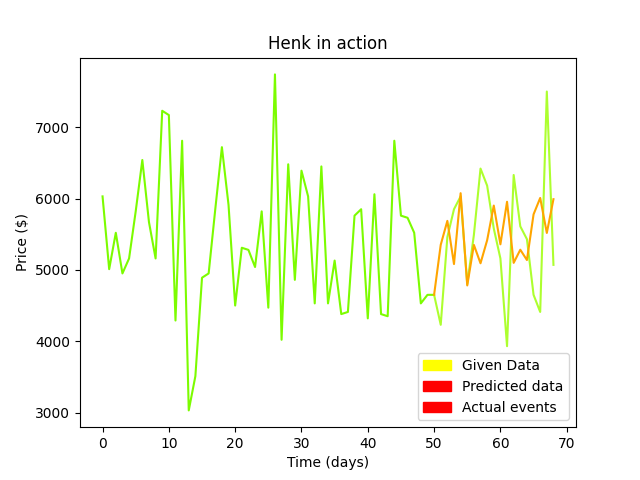 Henk in action
Price ($)
7000
6000
5000
4000
3000
Given Data
Predicted data
Actual events
0 10 20 30 40 50 60 70
Time (days)